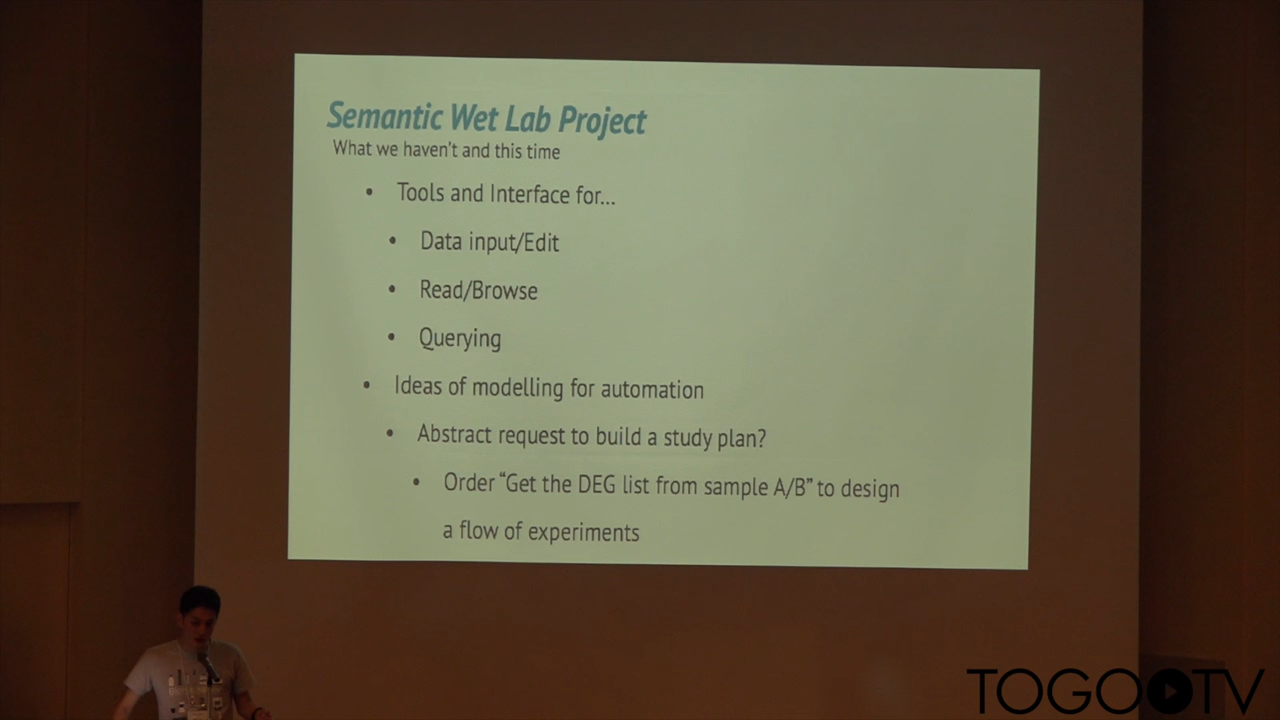 Semantic Wet Lab Project
What we haven't and this time
• Tools and Interface for...
• Data input/Edit
• Read/Browse
• Querying
• Ideas of modelling for automation
• Abstract request to build a study plan?
• Order “Get the DEG list from sample A/B” to design
a flow of experiments
TOGOTV